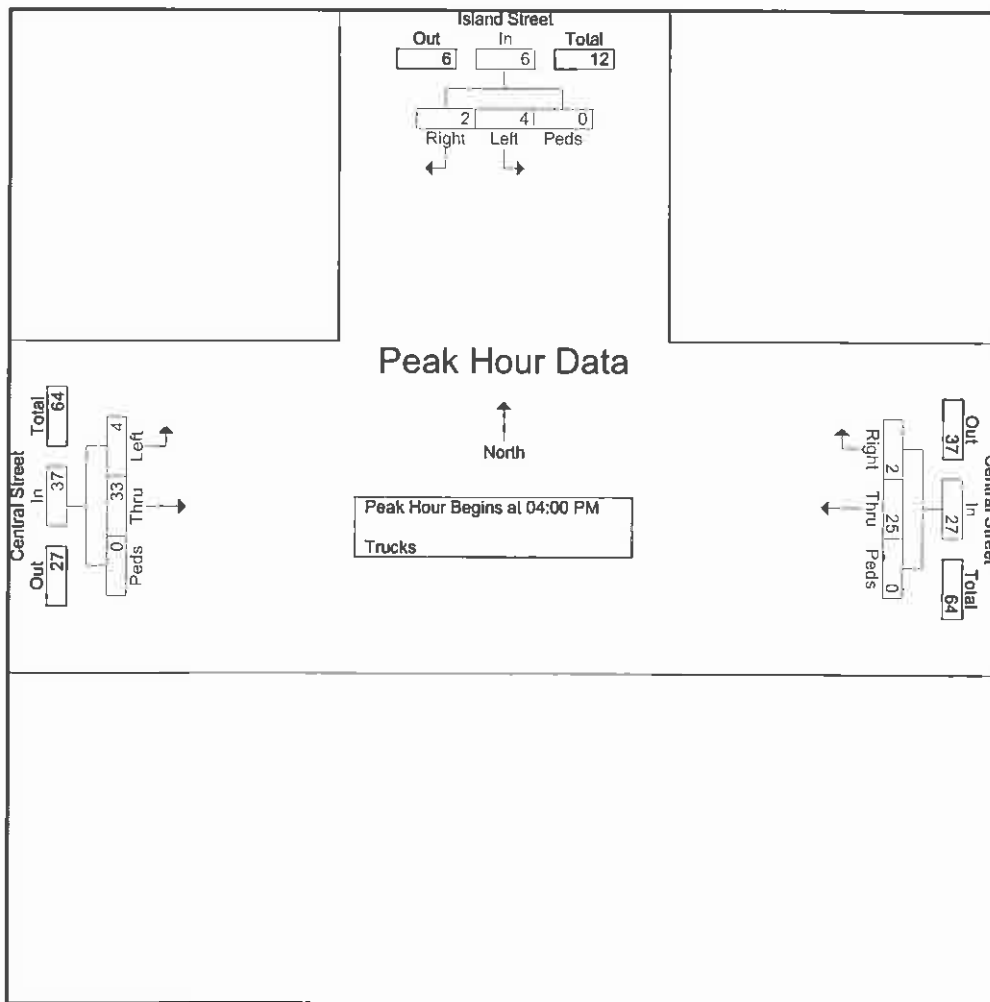 Island Street
Out In Total
6 6 12
2 4 0
Right Left Peds
Peak Hour Data
North
Peak Hour Begins at 04:00 PM
Trucks
Central Street
Total In Out
64 37 27
4 33 0
Left Thru Peds
Central Street
Out In Total
37 27 64
2 25 0
Right Thru Peds